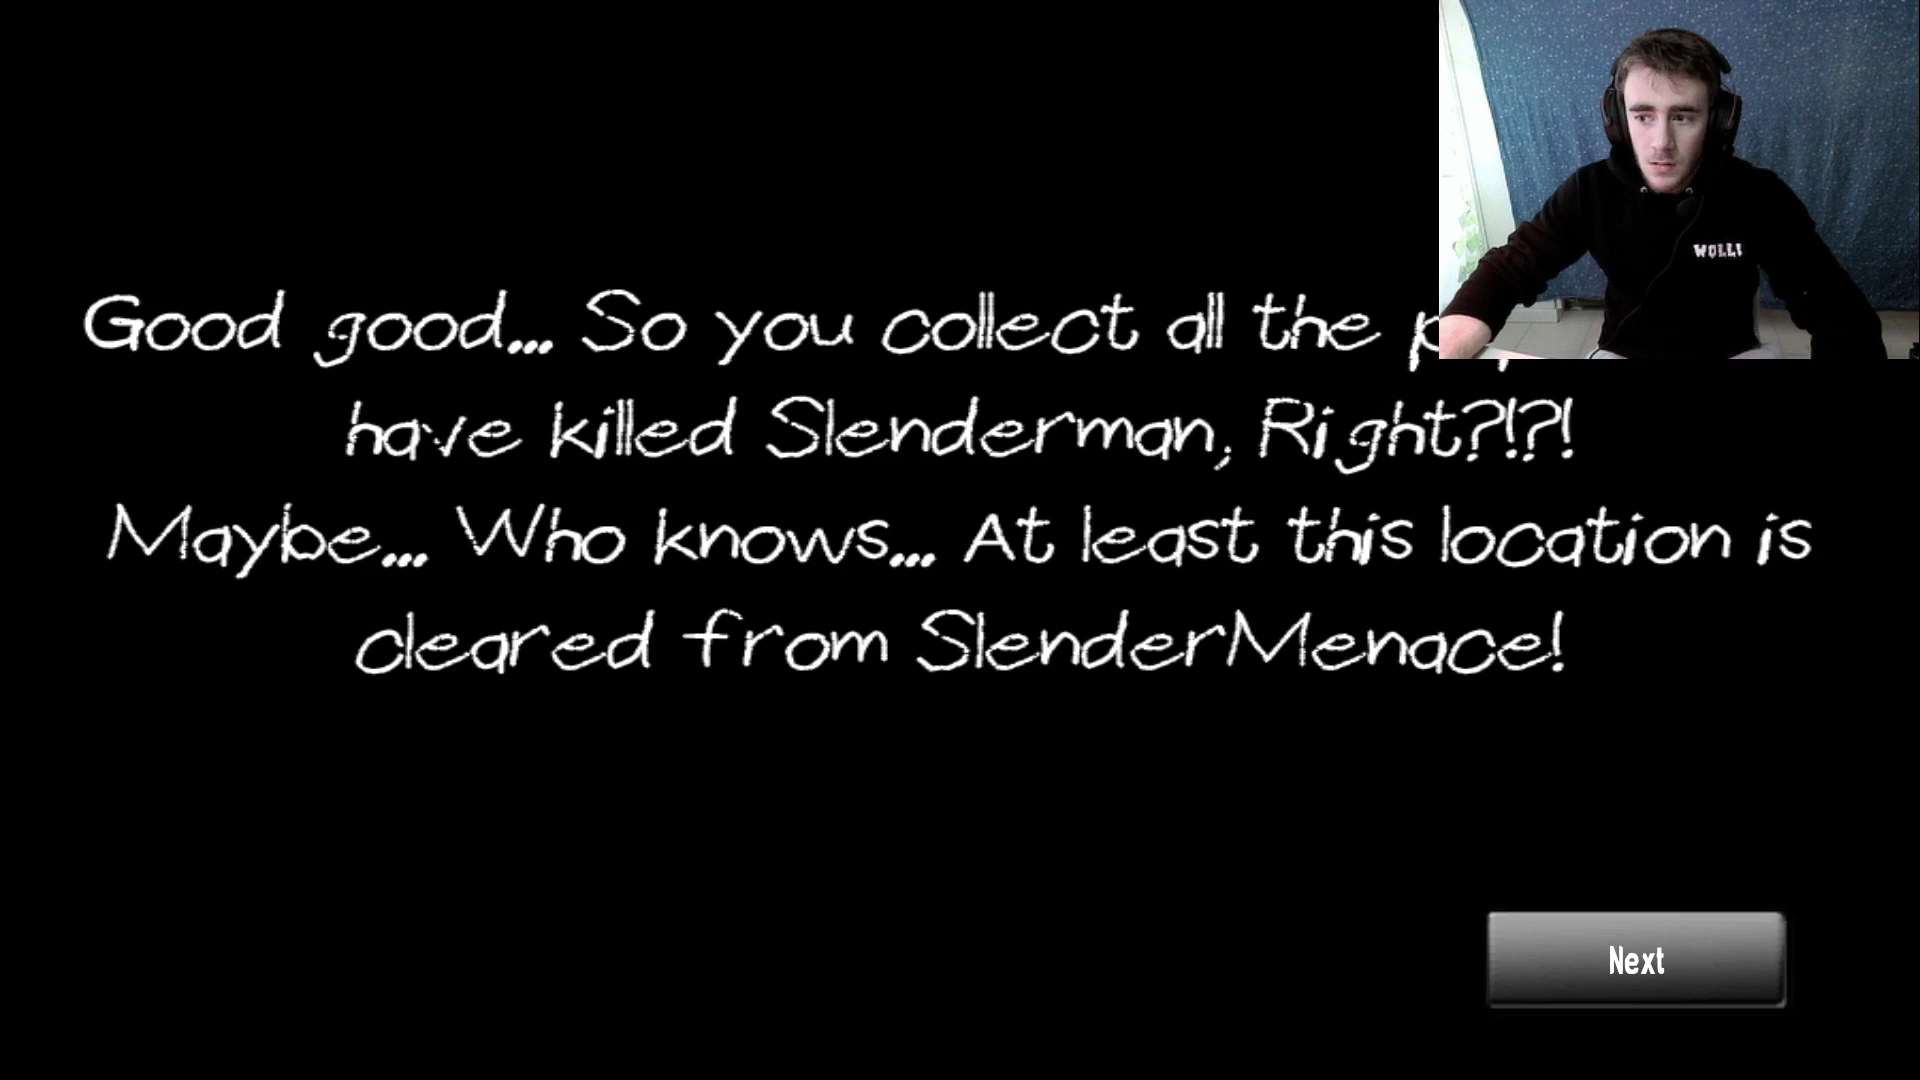 Good good... So you collect all the
have killed Slenderman, Right?!?!
Maybe... Who knows... At least this location is
cleared from SlenderMenace!
WOLLI
Next